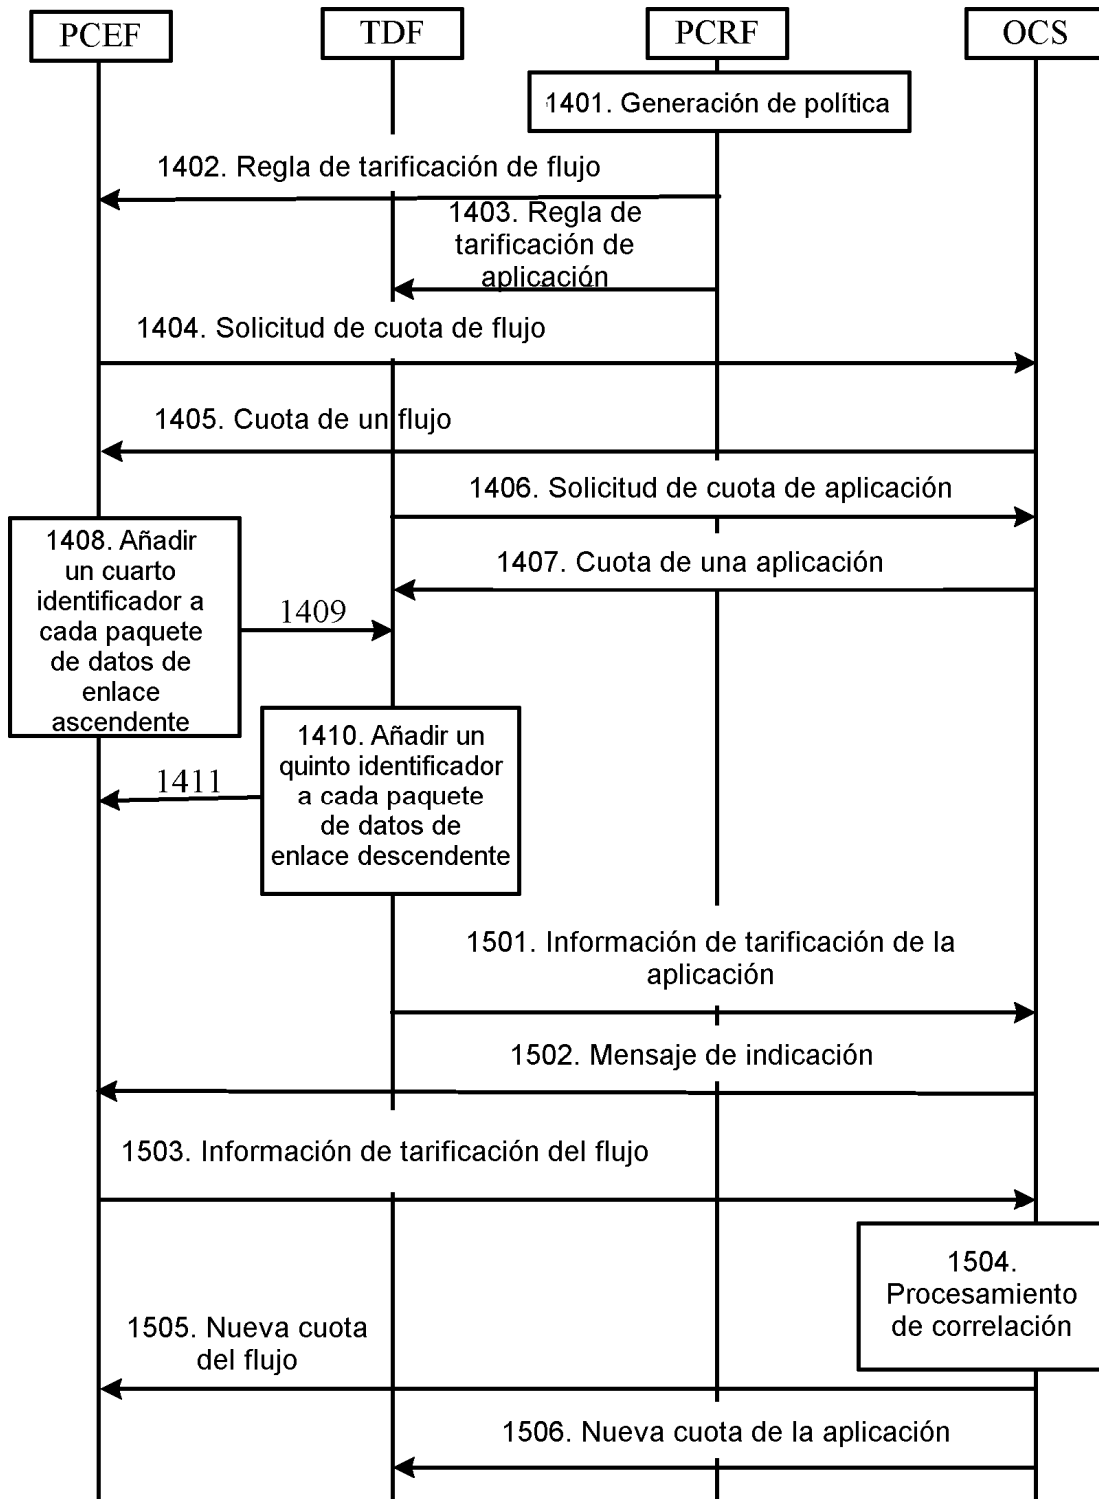 PCEF
TDF
PCRF
OCS
1401. Generación de política
1402. Regla de tarificación de flujo
1403. Regla de
tarificación de
aplicación
1404. Solicitud de cuota de flujo
1405. Cuota de un flujo
1406. Solicitud de cuota de aplicación
1407. Cuota de una aplicación
1408. Añadir
un cuarto
identificador a
cada paquete
de datos de
enlace
ascendente
1409
1410. Añadir un
quinto identificador
a cada paquete
de datos de
enlace descendente
1411
1501. Información de tarificación de la
aplicación
1502. Mensaje de indicación
1503. Información de tarificación del flujo
1504.
Procesamiento
de correlación
1505. Nueva cuota
del flujo
1506. Nueva cuota de la aplicación